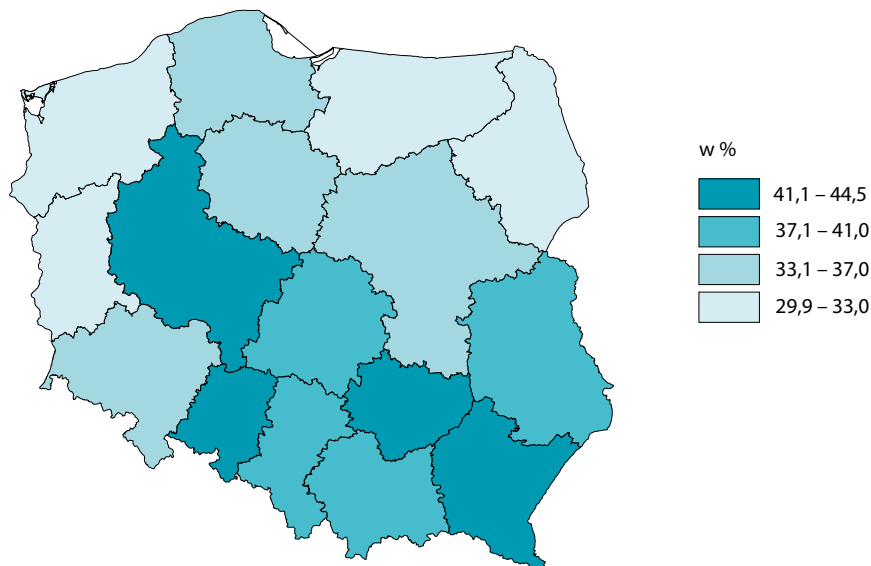 w %
41,1 – 44,5
37,1 – 41,0
33,1 – 37,0
29,9 – 33,0